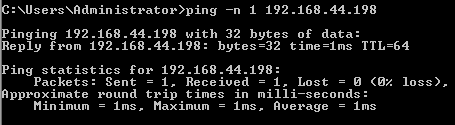 C:\Users\Administrator>ping -n 1 192.168.44.198
Pinging 192.168.44.198 with 32 bytes of data:
Reply from 192.168.44.198: bytes=32 time=1ms TTL=64
Ping statistics for 192.168.44.198:
    Packets: Sent = 1, Received = 1, Lost = 0 (0% loss),
Approximate round trip times in milli-seconds:
    Minimum = 1ms, Maximum = 1ms, Average = 1ms